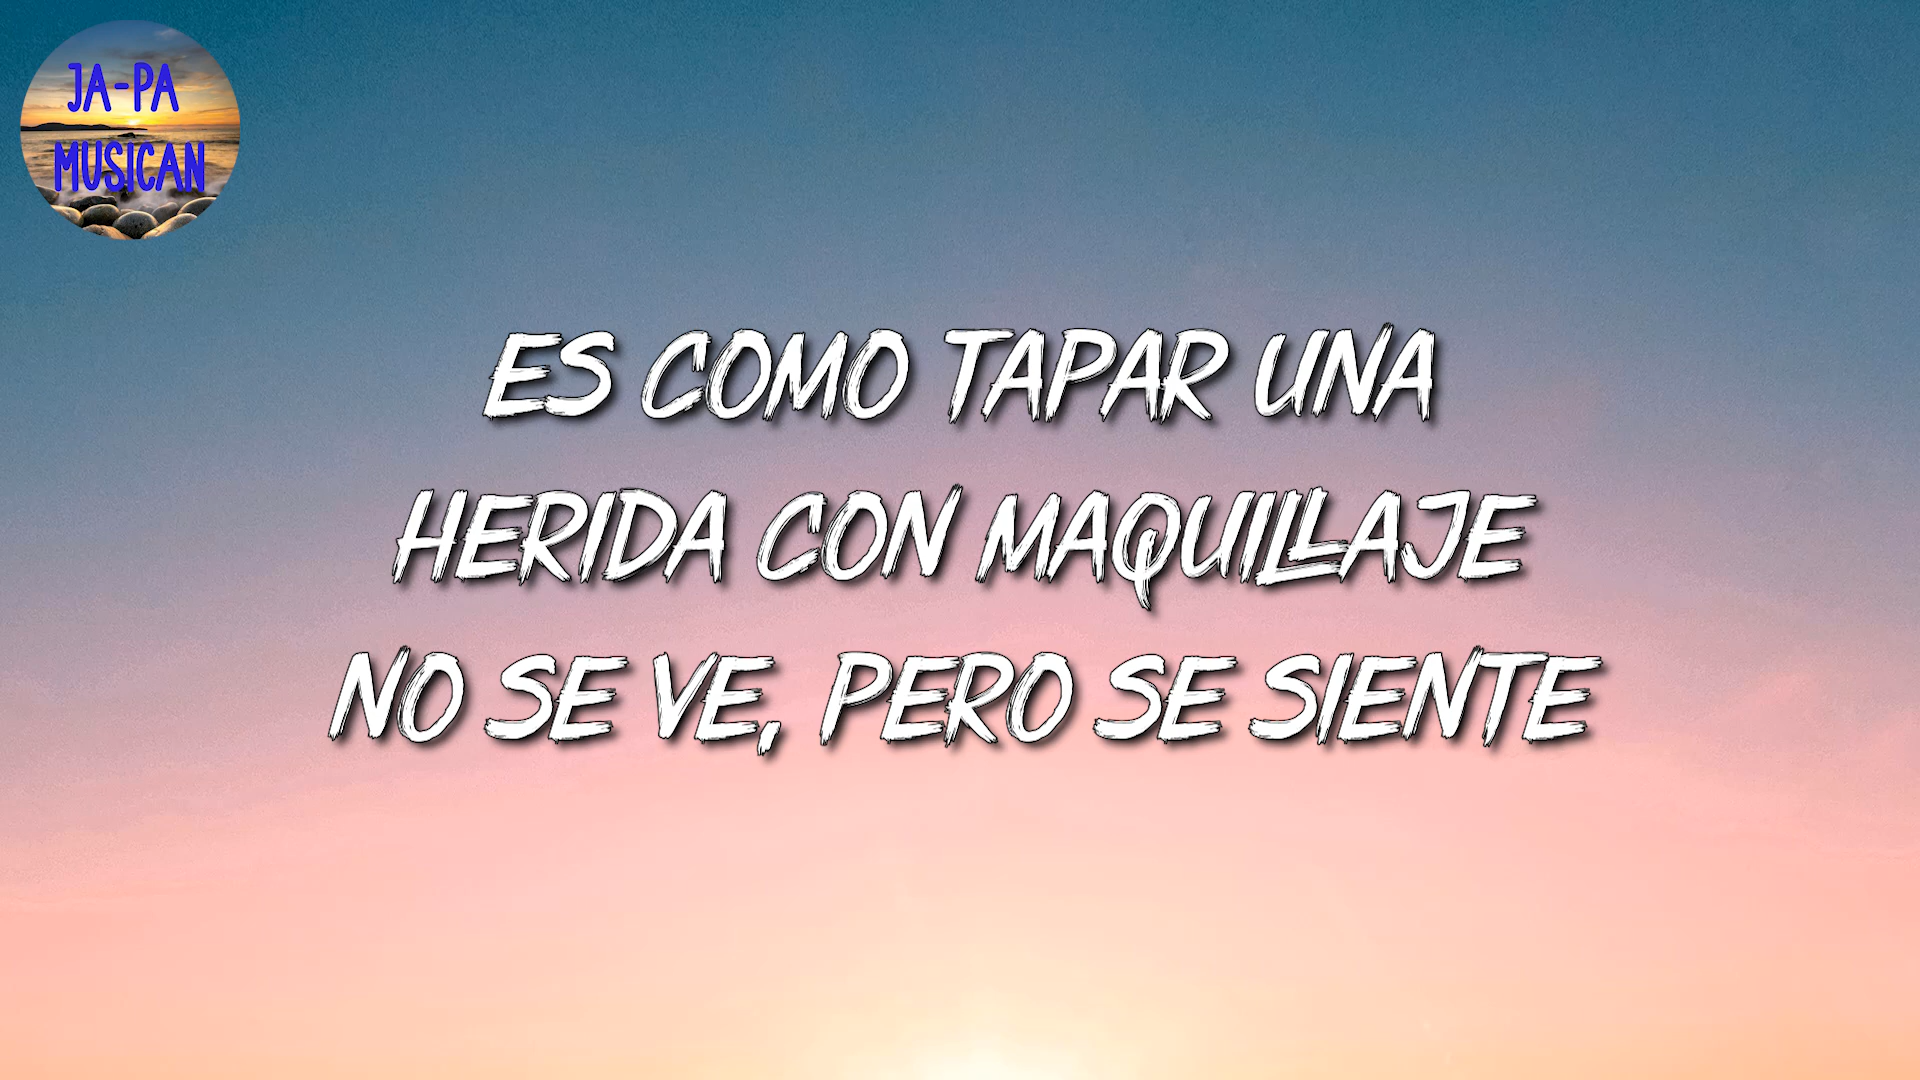 JA-PA
MUSICAN
ES COMO TAPAR UNA
HERIDA CON MAQUILLAJE
NO SE VE, PERO SE SIENTE